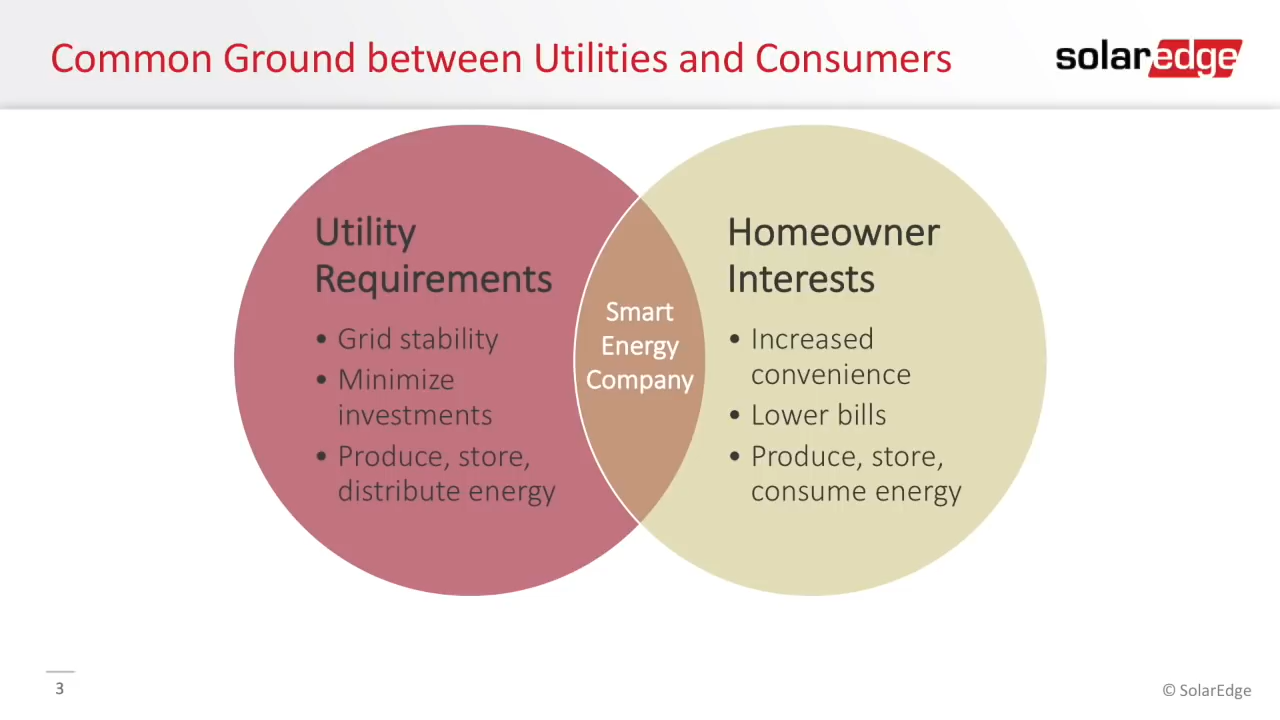 Common Ground between Utilities and Consumers
solaredge
Utility
Requirements
• Grid stability
• Minimize
investments
• Produce, store,
distribute energy
Smart
Energy
Company
Homeowner
Interests
• Increased
convenience
• Lower bills
• Produce, store,
consume energy
3
© SolarEdge